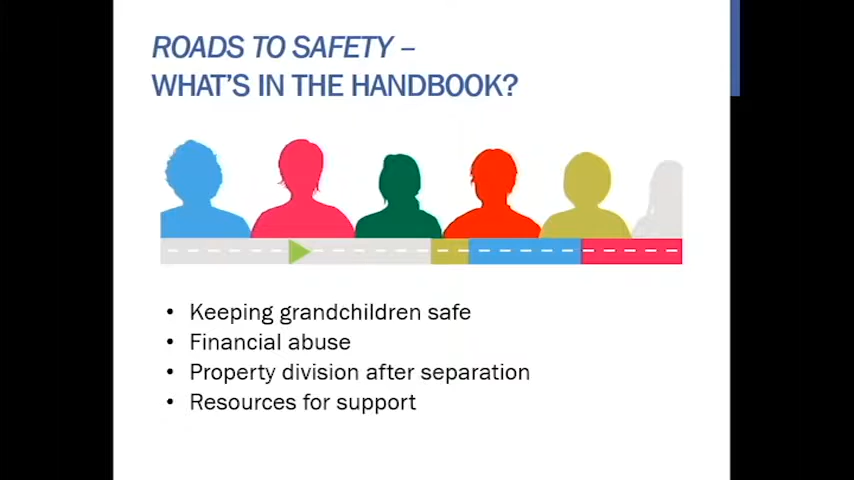 ROADS TO SAFETY –
WHAT'S IN THE HANDBOOK?
• Keeping grandchildren safe
• Financial abuse
• Property division after separation
• Resources for support